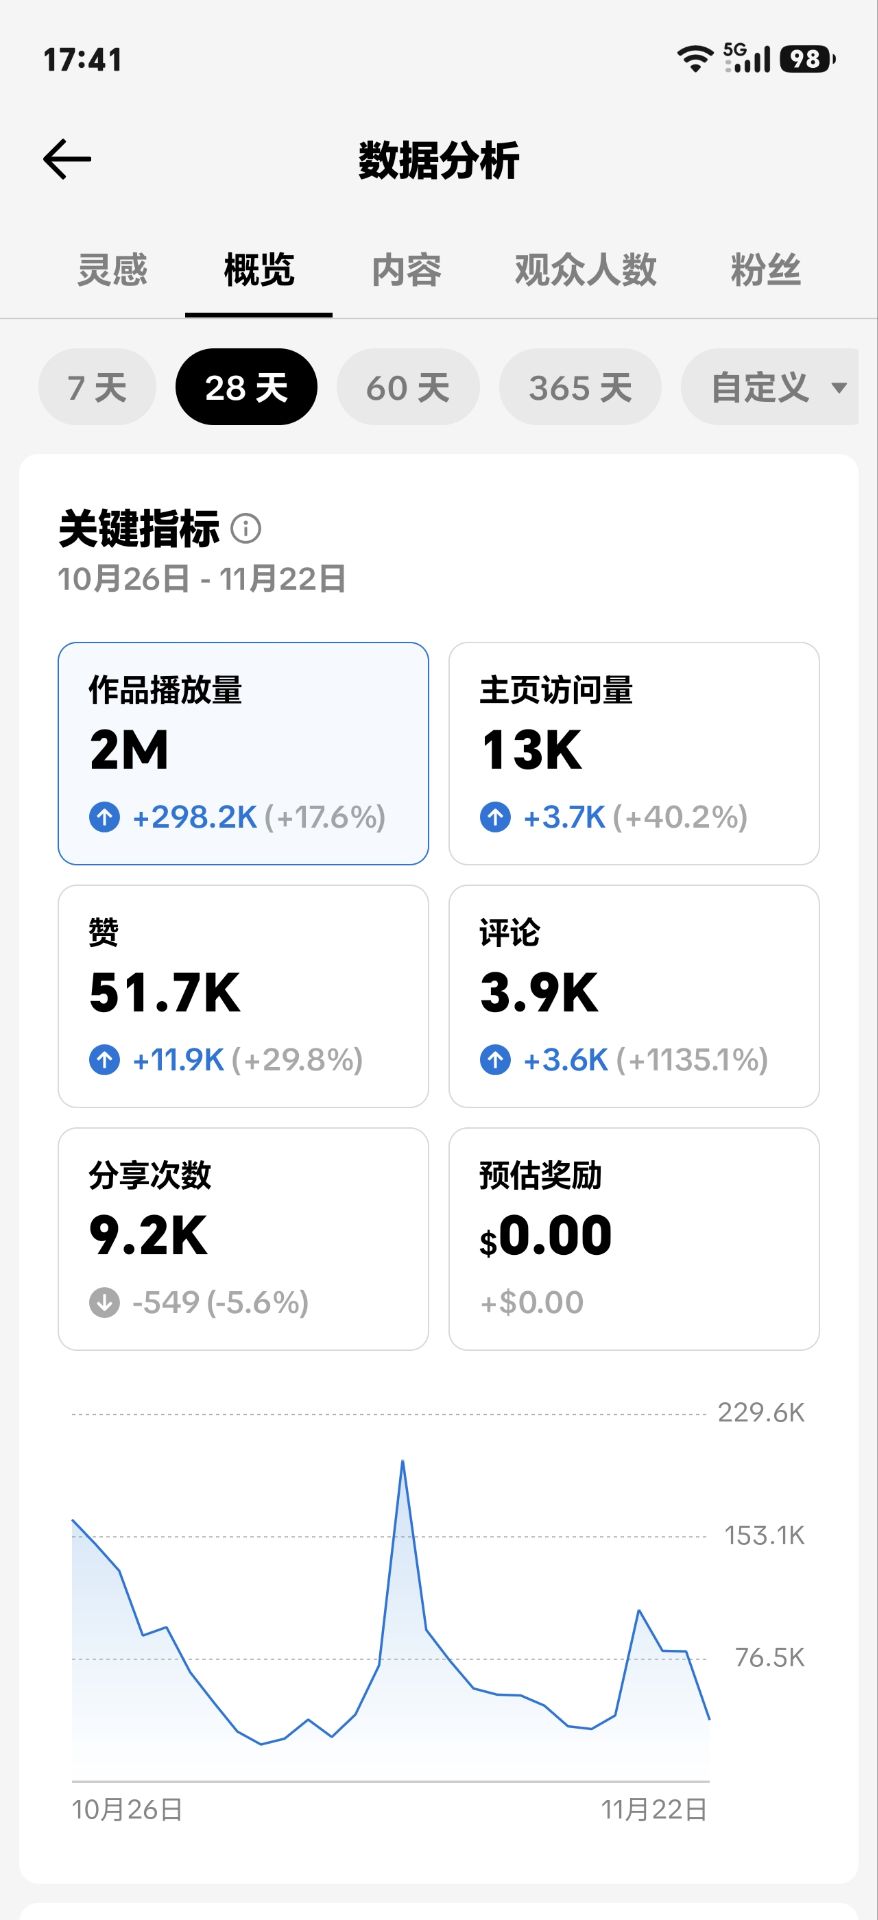 17:41
5G
98
数据分析
灵感 概览 内容 观众人数 粉丝
7 天 28 天 60 天 365 天 自定义
关键指标
10月26日 - 11月22日
作品播放量
2M
+298.2K (+17.6%)
主页访问量
13K
+3.7K (+40.2%)
赞
51.7K
+11.9K (+29.8%)
评论
3.9K
+3.6K (+1135.1%)
分享次数
9.2K
-549 (-5.6%)
预估奖励
$0.00
+$0.00
229.6K
153.1K
76.5K
10月26日 11月22日